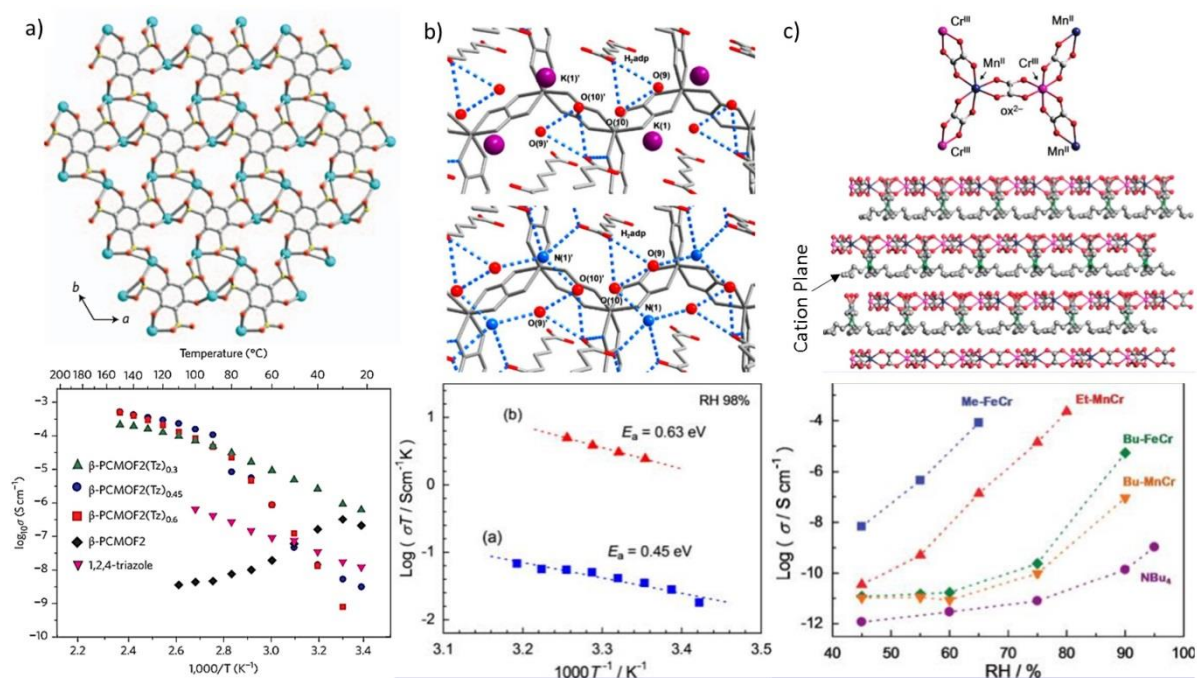 a)
b
a
Temperature (°C)
200 180 160 140 120 100 80 60 40 20
log₁₀σ (S cm⁻¹)
−3
−4
−5
−6
−7
−8
−9
−10
β-PCMOF2(Tz)₀.₃
β-PCMOF2(Tz)₀.₄₅
β-PCMOF2(Tz)₀.₆
β-PCMOF2
1,2,4-triazole
2.2 2.4 2.6 2.8 3.0 3.2 3.4
1,000/T (K⁻¹)
b)
H₂adp
K(1)'
O(9)
O(10)'
O(10)
K(1)
O(9)'
H₂adp
N(1)'
O(9)
O(10)'
O(10)
N(1)
O(9)'
Log (σT / Scm⁻¹K)
RH 98%
(b)
Eₐ = 0.63 eV
1
0
(a)
Eₐ = 0.45 eV
-1
-2
3.1 3.2 3.3 3.4 3.5
1000T⁻¹ / K⁻¹
c)
Crᴵᴵᴵ
Mnᴵᴵ
Mnᴵᴵ
Crᴵᴵᴵ
ox²⁻
Crᴵᴵᴵ
Mnᴵᴵ
Cation Plane
Log (σ / S cm⁻¹)
-4
-6
-8
-10
-12
Me-FeCr
Et-MnCr
Bu-FeCr
Bu-MnCr
NBu₄
40 50 60 70 80 90 100
RH / %